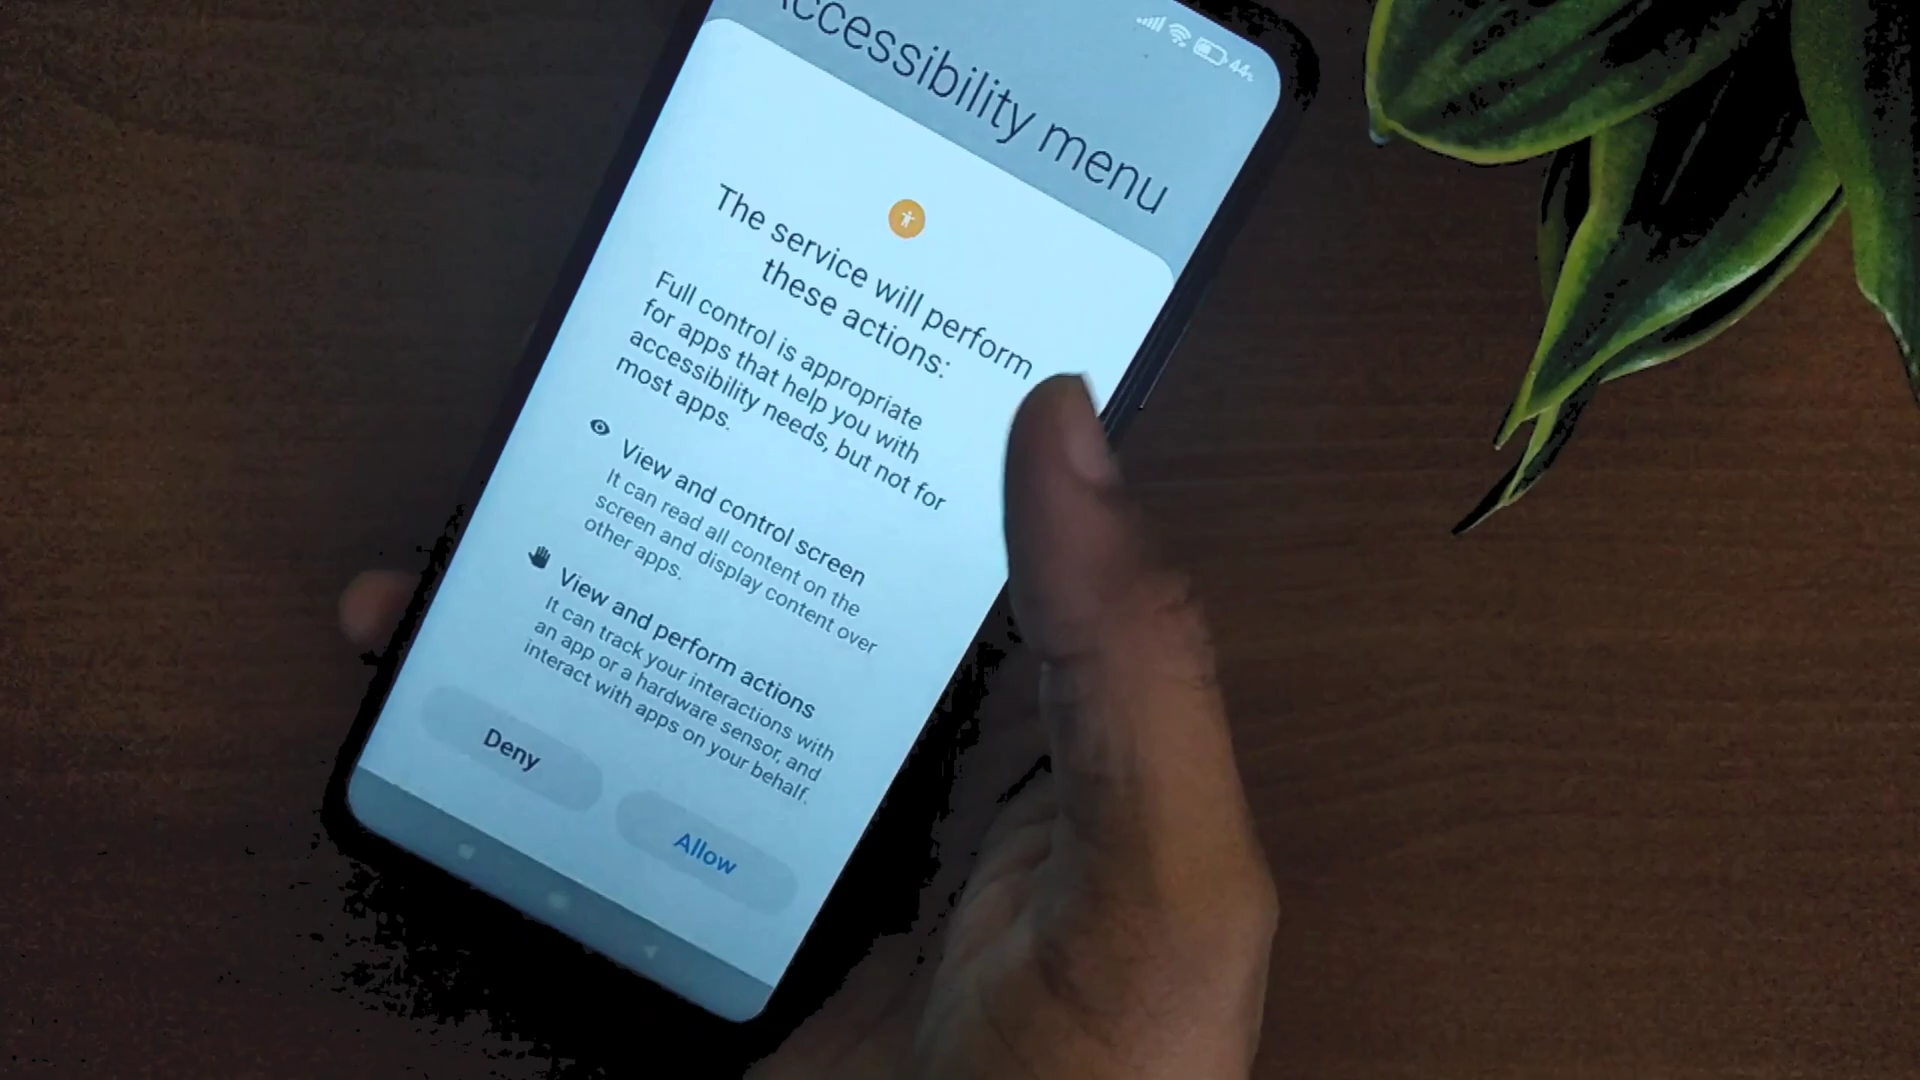 Accessibility menu
44%
The service will perform
these actions:
Full control is appropriate
for apps that help you with
accessibility needs, but not for
most apps.
View and control screen
It can read all content on the
screen and display content over
other apps.
View and perform actions
It can track your interactions with
an app or a hardware sensor, and
interact with apps on your behalf.
Deny
Allow